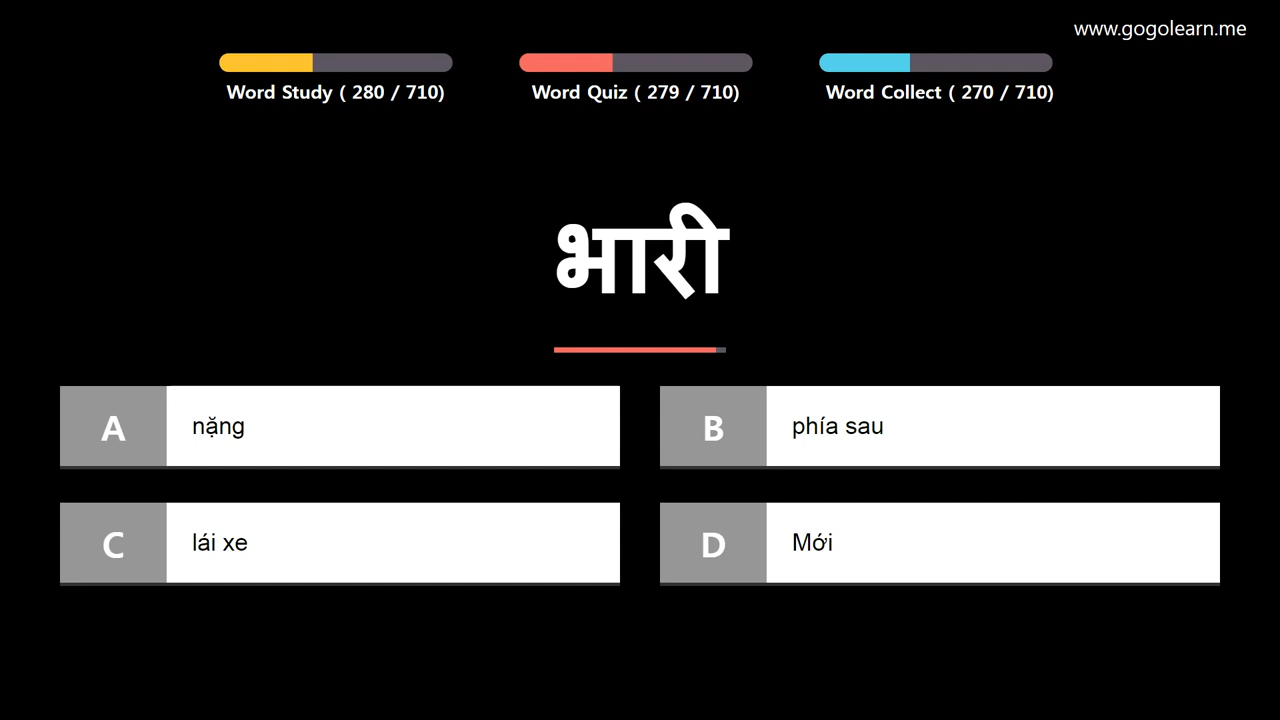 www.gogolearn.me
Word Study ( 280 / 710)
Word Quiz ( 279 / 710)
Word Collect ( 270 / 710)
भारी
A
nặng
B
phía sau
C
lái xe
D
Mới